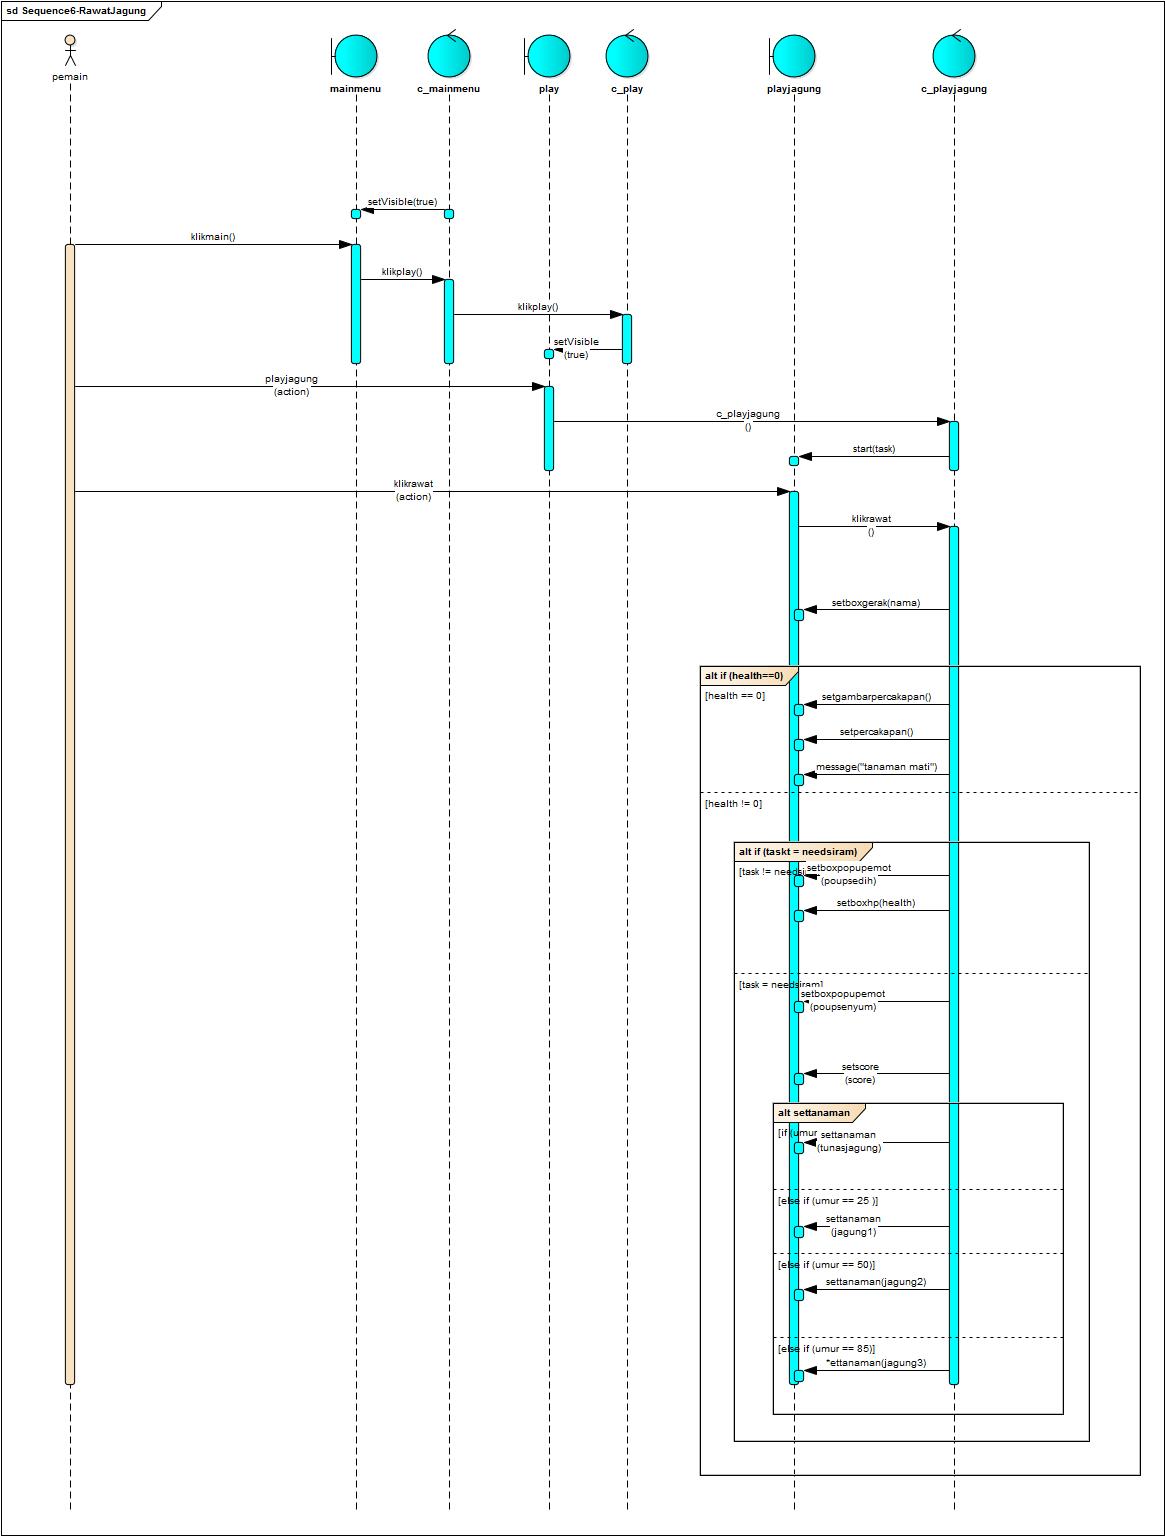 sd Sequence6-RawatJagung
pemain
mainmenu
c_mainmenu
play
c_play
playjagung
c_playjagung
setVisible(true)
klikmain()
klikplay()
klikplay()
setVisible
(true)
playjagung
(action)
c_playjagung
()
start(task)
klikrawat
(action)
klikrawat
()
setboxgerak(nama)
alt if (health==0)
[health == 0]
setgambarpercakapan()
setpercakapan()
message("tanaman mati")
[health != 0]
alt if (taskt = needsiram)
[task != needsi
setboxpopupemot
(poupsedih)
setboxhp(health)
[task = needsiram]
setboxpopupemot
(poupsenyum)
setscore
(score)
alt settanaman
[if (umur
settanaman
(tunasjagung)
[else if (umur == 25 )]
settanaman
(jagung1)
[else if (umur == 50)]
settanaman(jagung2)
[else if (umur == 85)]
*ettanaman(jagung3)